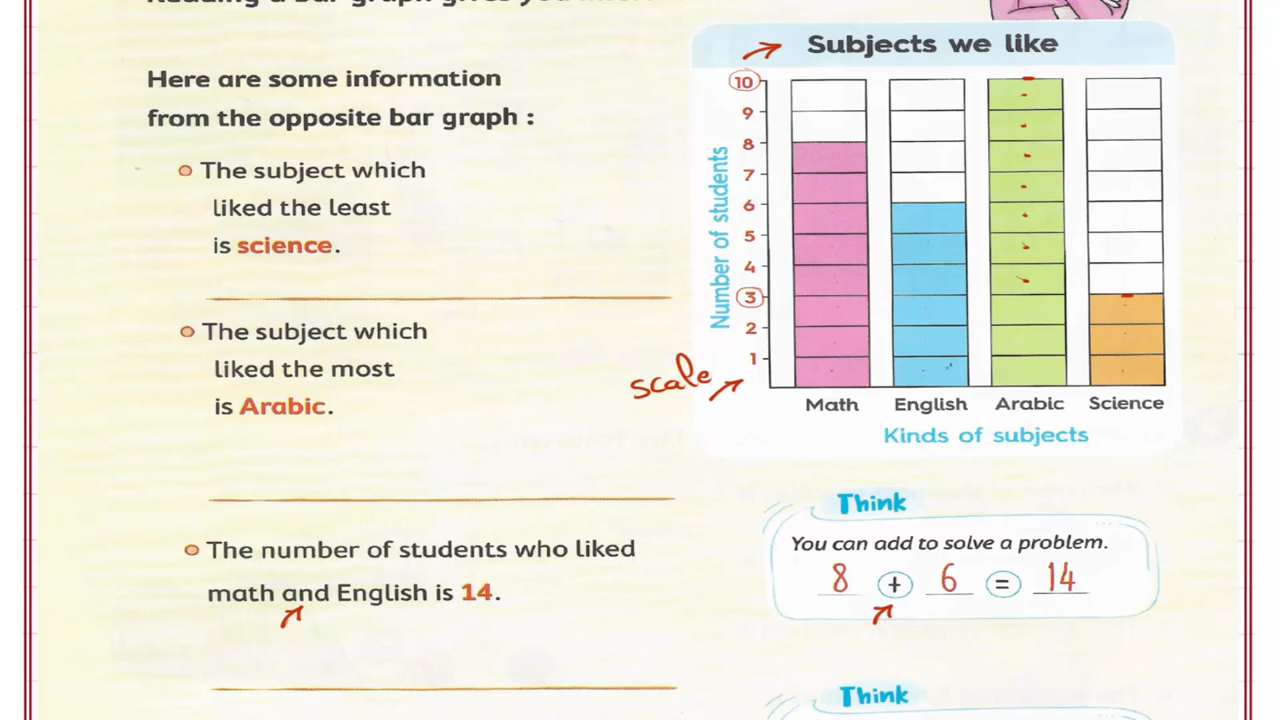 Here are some information
from the opposite bar graph :
The subject which
liked the least
is science.
The subject which
liked the most
is Arabic.
The number of students who liked
math and English is 14.
Subjects we like
Number of students
10
9
8
7
6
5
4
3
2
1
scale
Math English Arabic Science
Kinds of subjects
Think
You can add to solve a problem.
8 + 6 = 14
Think